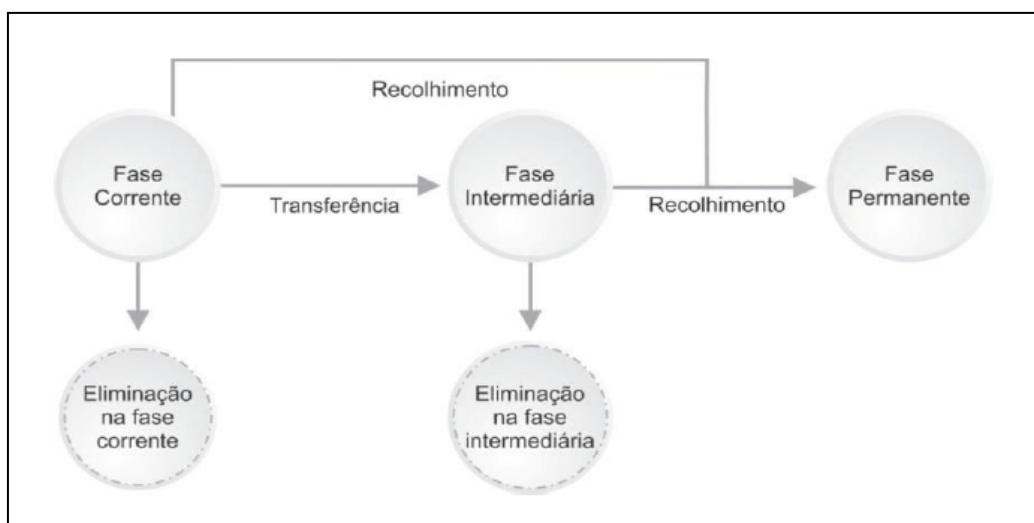 Recolhimento
Fase
Corrente
Transferência
Fase
Intermediária
Recolhimento
Fase
Permanente
Eliminação
na fase
corrente
Eliminação
na fase
intermediária